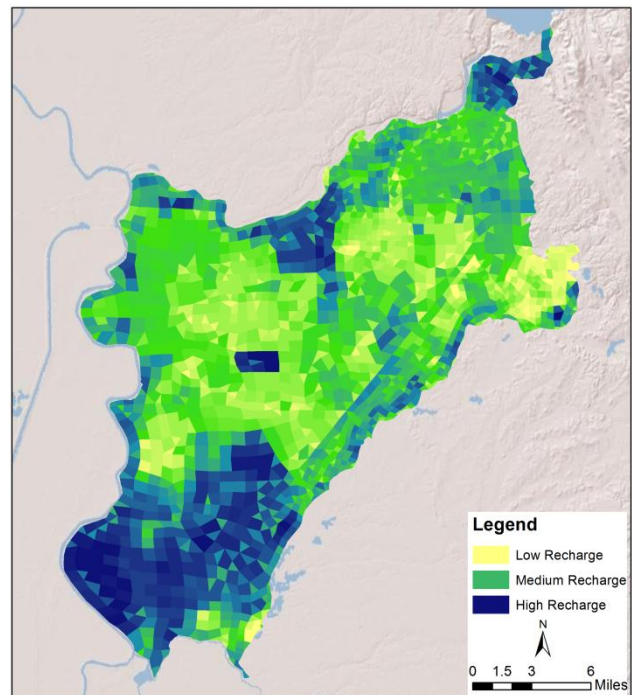 Legend
Low Recharge
Medium Recharge
High Recharge
N
0 1.5 3 6
Miles